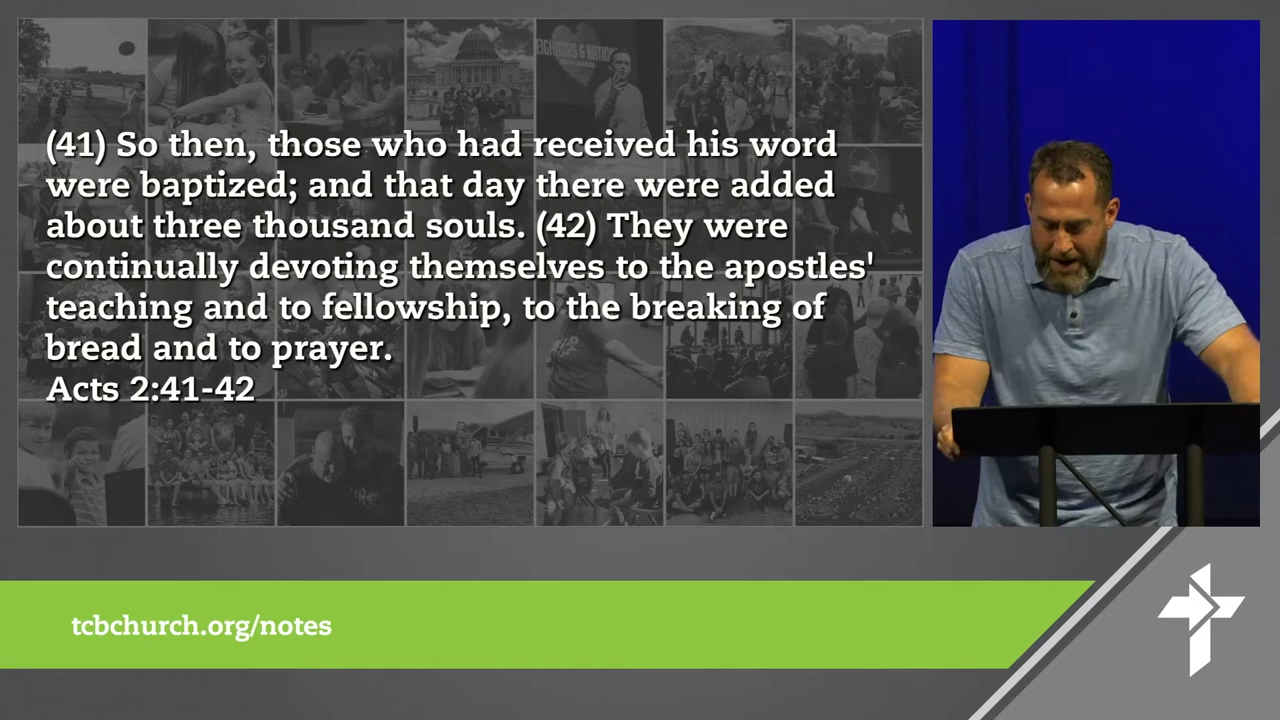 NEIGHBORS & NATIONS
(41) So then, those who had received his word
were baptized; and that day there were added
about three thousand souls. (42) They were
continually devoting themselves to the apostles'
teaching and to fellowship, to the breaking of
bread and to prayer.
Acts 2:41-42
tcbchurch.org/notes